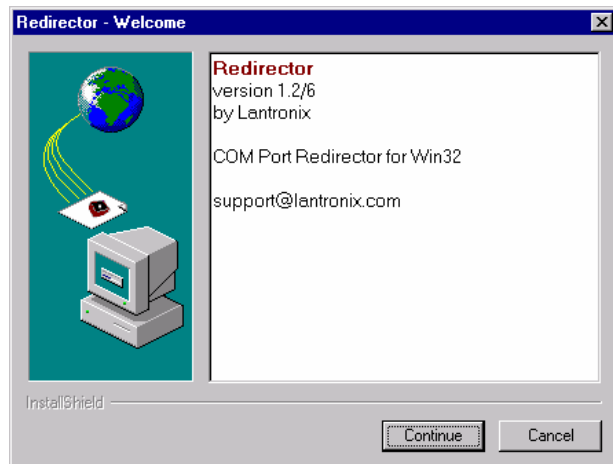 Redirector - Welcome
Redirector
version 1.2/6
by Lantronix
COM Port Redirector for Win32
support@lantronix.com
InstallShield
Continue
Cancel